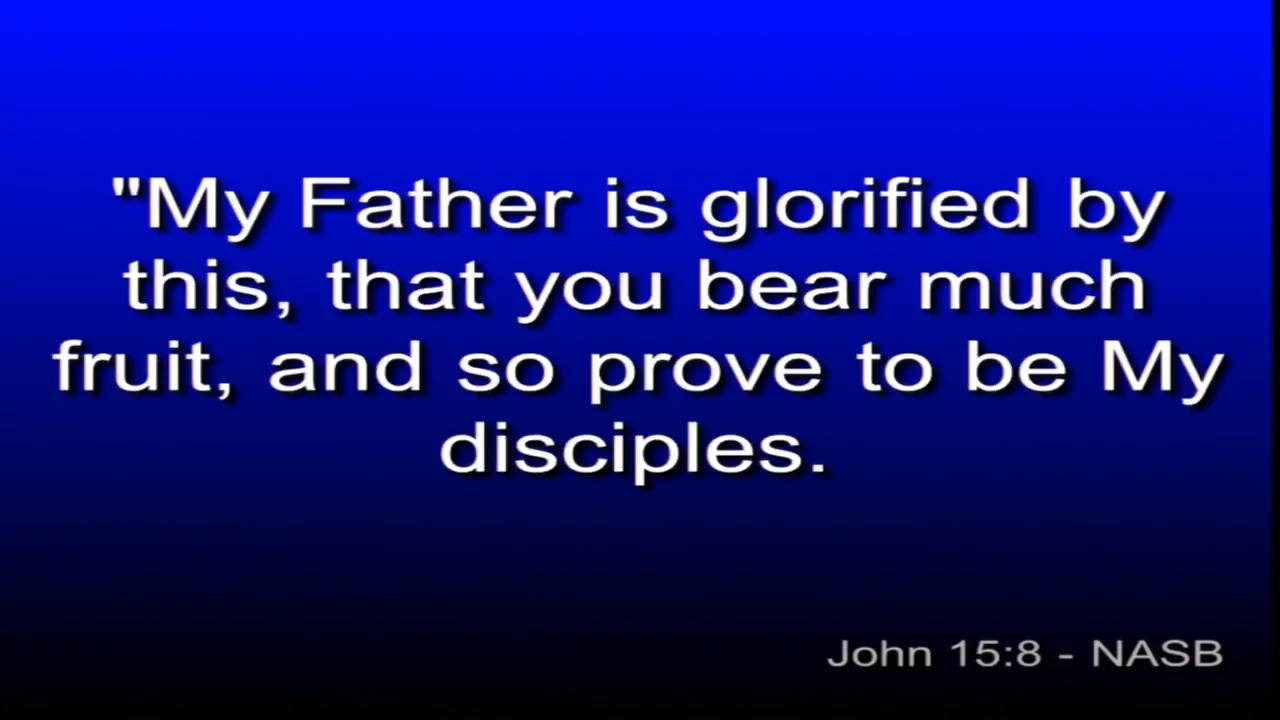 "My Father is glorified by
this, that you bear much
fruit, and so prove to be My
disciples.
John 15:8 - NASB